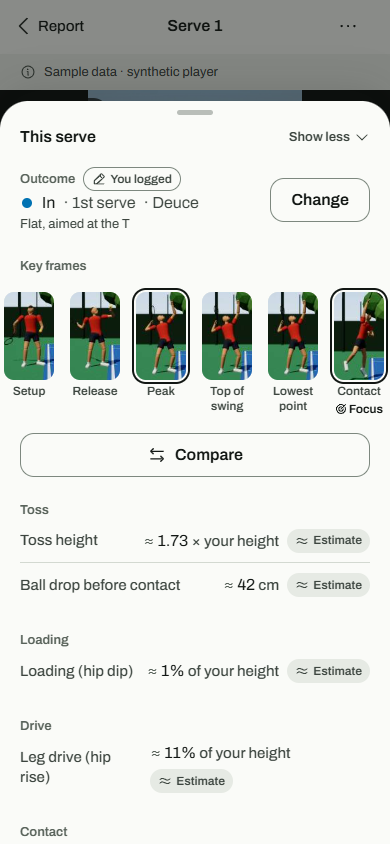 Report
Serve 1
Sample data · synthetic player
This serve
Show less
Outcome
You logged
In · 1st serve · Deuce
Flat, aimed at the T
Change
Key frames
Setup
Release
Peak
Top of
swing
Lowest
point
Contact
Focus
Compare
Toss
Toss height ≈ 1.73 × your height ≈ Estimate
Ball drop before contact ≈ 42 cm ≈ Estimate
Loading
Loading (hip dip) ≈ 1% of your height ≈ Estimate
Drive
Leg drive (hip
rise)
≈ 11% of your height
≈ Estimate
Contact